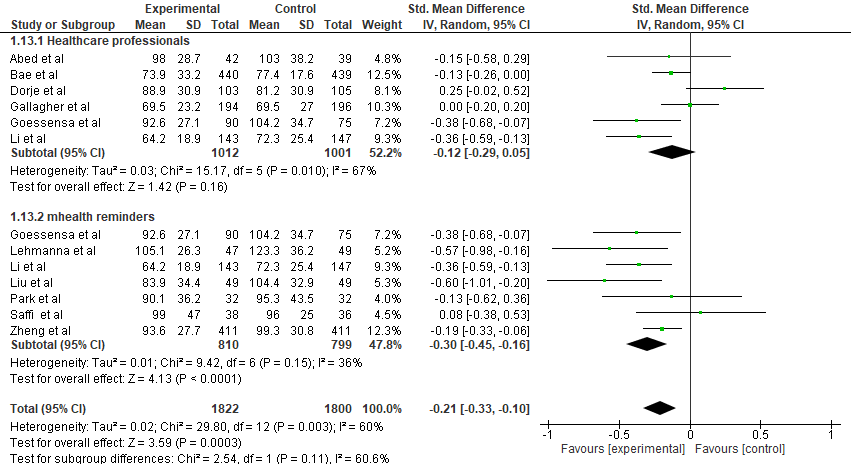 Experimental Control Std. Mean Difference Std. Mean Difference
Study or Subgroup Mean SD Total Mean SD Total Weight IV, Random, 95% CI IV, Random, 95% CI
1.13.1 Healthcare professionals
Abed et al 98 28.7 42 103 38.2 39 4.8% -0.15 [-0.58, 0.29]
Bae et al 73.9 33.2 440 77.4 17.6 439 12.5% -0.13 [-0.26, 0.00]
Dorje et al 88.9 30.9 103 81.2 30.9 105 8.4% 0.25 [-0.02, 0.52]
Gallagher et al 69.5 23.2 194 69.5 27 196 10.3% 0.00 [-0.20, 0.20]
Goessensa et al 92.6 27.1 90 104.2 34.7 75 7.4% -0.38 [-0.68, -0.07]
Li et al 64.2 18.9 143 72.3 25.4 147 9.3% -0.36 [-0.59, -0.13]
Subtotal (95% CI) 1012 1001 52.2% -0.12 [-0.29, 0.05]
Heterogeneity: Tau² = 0.03; Chi² = 15.17, df = 5 (P = 0.010); I² = 67%
Test for overall effect: Z = 1.42 (P = 0.16)
1.13.2 mhealth reminders
Goessensa et al 92.6 27.1 90 104.2 34.7 75 7.4% -0.38 [-0.68, -0.07]
Lehmanna et al 105.1 26.3 47 123.3 36.2 49 5.2% -0.57 [-0.98, -0.16]
Li et al 64.2 18.9 143 72.3 25.4 147 9.3% -0.36 [-0.59, -0.13]
Liu et al 83.9 34.4 49 104.4 32.9 49 5.2% -0.60 [-1.01, -0.20]
Park et al 90.1 36.2 32 95.3 43.5 32 4.0% -0.13 [-0.62, 0.36]
Saffi et al 99 47 38 96 25 36 4.4% 0.08 [-0.38, 0.53]
Zheng et al 93.6 27.7 411 99.3 30.8 411 12.3% -0.19 [-0.33, -0.06]
Subtotal (95% CI) 810 799 47.8% -0.30 [-0.45, -0.16]
Heterogeneity: Tau² = 0.01; Chi² = 9.42, df = 6 (P = 0.15); I² = 36%
Test for overall effect: Z = 4.13 (P < 0.0001)
Total (95% CI) 1822 1800 100.0% -0.21 [-0.33, -0.10]
Heterogeneity: Tau² = 0.02; Chi² = 29.80, df = 12 (P = 0.003); I² = 60%
Test for overall effect: Z = 3.59 (P = 0.0003)
Test for subgroup differences: Chi² = 2.54, df = 1 (P = 0.11), I² = 60.6%
-1 -0.5 0 0.5 1
Favours [experimental] Favours [control]